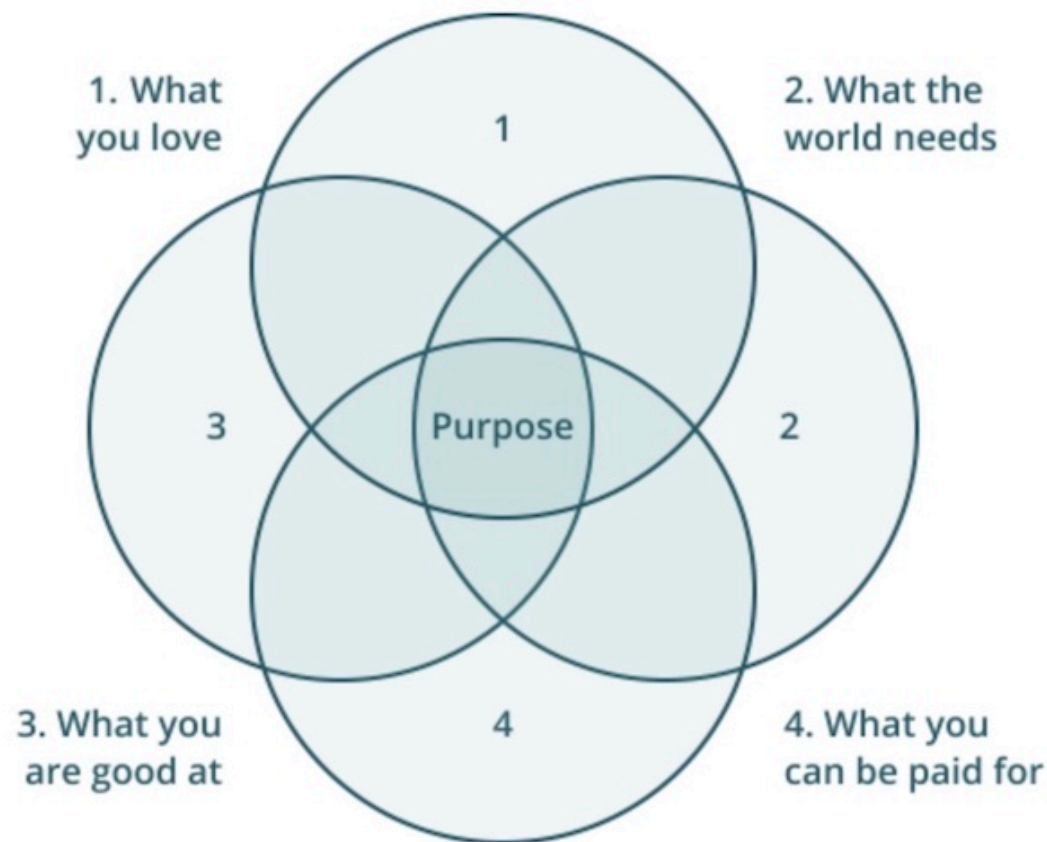 1. What
you love
2. What the
world needs
1
3
Purpose
2
4
3. What you
are good at
4. What you
can be paid for